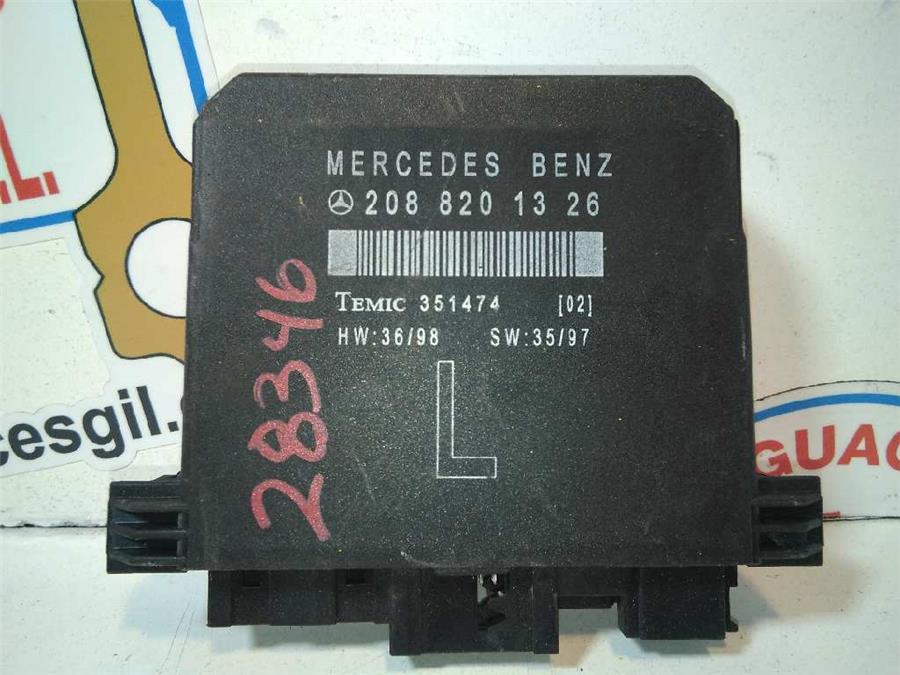 MERCEDES BENZ
208 820 13 26
TEMIC 351474 [02]
HW:36/98 SW:35/97
L
28346
.L.
cesgil.
GUAC